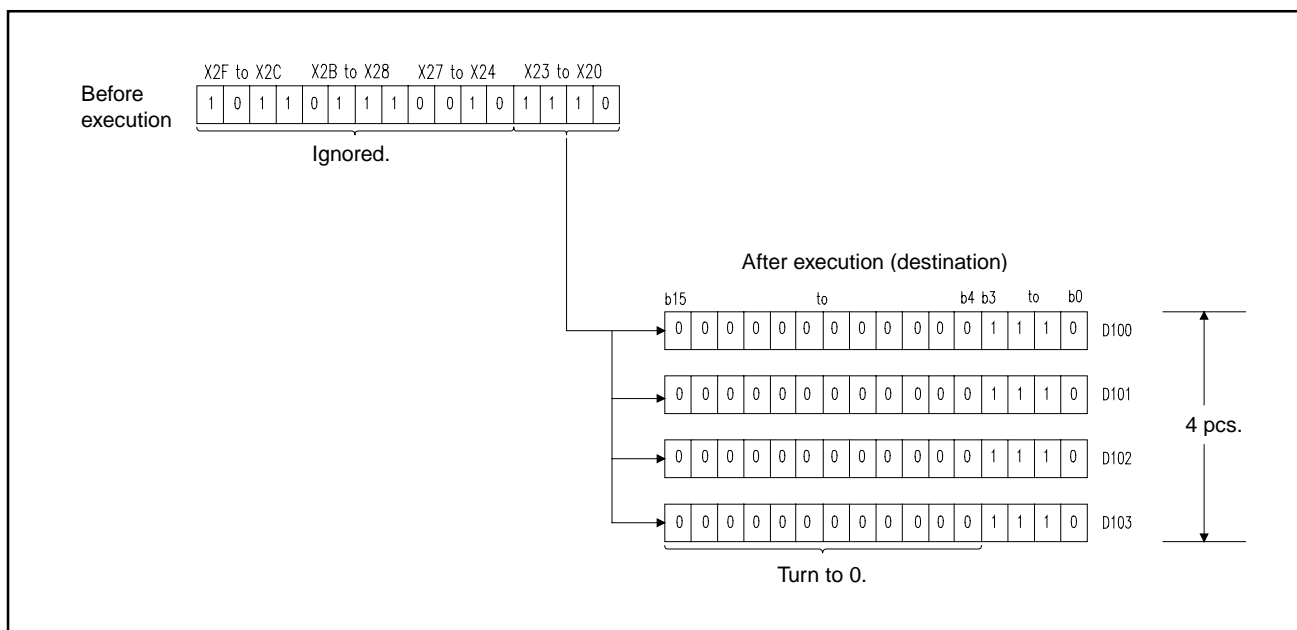 X2F to X2C X2B to X28 X27 to X24 X23 to X20
Before
execution
1 0 1 1 0 1 1 1 0 0 1 0 1 1 1 0
Ignored.
After execution (destination)
b15 to b4 b3 to b0
0 0 0 0 0 0 0 0 0 0 0 0 1 1 1 0 D100
0 0 0 0 0 0 0 0 0 0 0 0 1 1 1 0 D101
4 pcs.
0 0 0 0 0 0 0 0 0 0 0 0 1 1 1 0 D102
0 0 0 0 0 0 0 0 0 0 0 0 1 1 1 0 D103
Turn to 0.